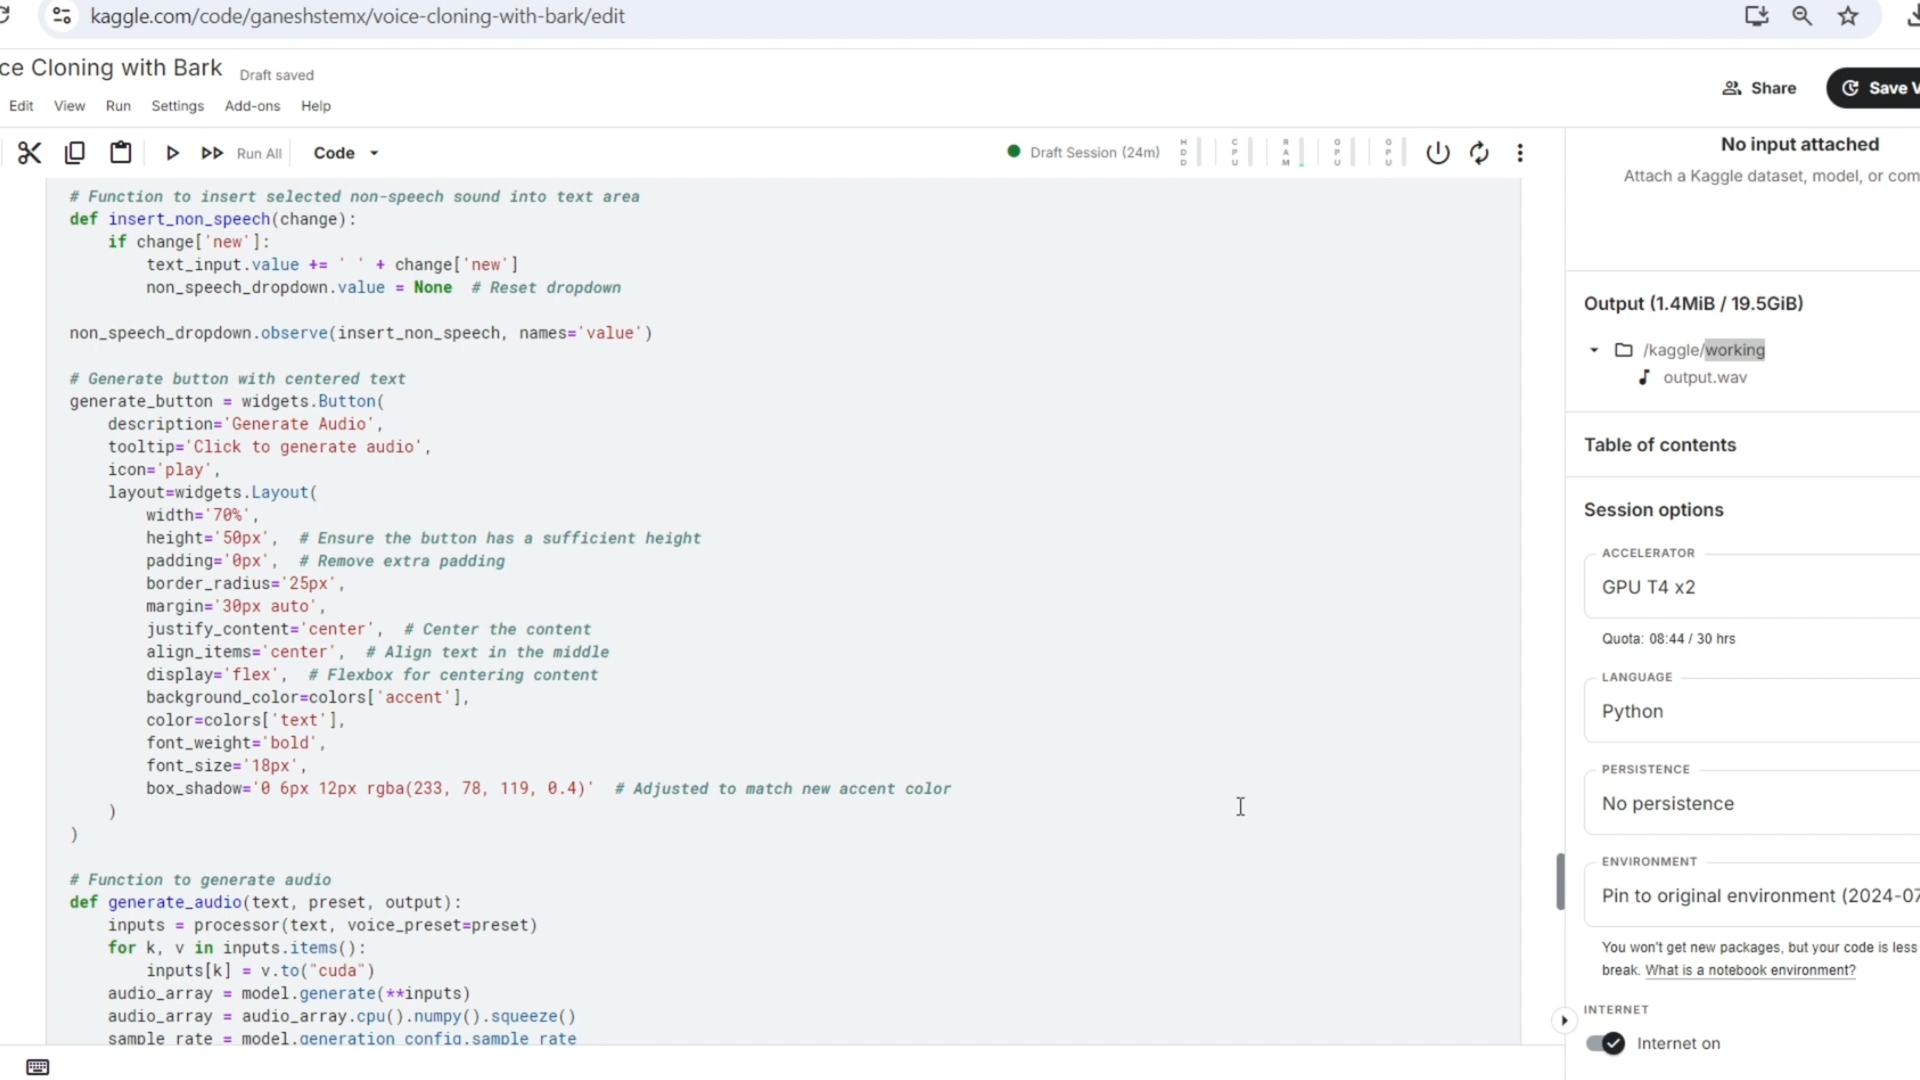 kaggle.com/code/ganeshstemx/voice-cloning-with-bark/edit
ce Cloning with Bark
Draft saved
Edit View Run Settings Add-ons Help
Share
Save V
Run All
Code
Draft Session (24m)
HDD
CPU
RAM
GPU
GPU
# Function to insert selected non-speech sound into text area
def insert_non_speech(change):
    if change['new']:
        text_input.value += ' ' + change['new']
        non_speech_dropdown.value = None  # Reset dropdown
non_speech_dropdown.observe(insert_non_speech, names='value')
# Generate button with centered text
generate_button = widgets.Button(
    description='Generate Audio',
    tooltip='Click to generate audio',
    icon='play',
    layout=widgets.Layout(
        width='70%',
        height='50px',  # Ensure the button has a sufficient height
        padding='0px',  # Remove extra padding
        border_radius='25px',
        margin='30px auto',
        justify_content='center',  # Center the content
        align_items='center',  # Align text in the middle
        display='flex',  # Flexbox for centering content
        background_color=colors['accent'],
        color=colors['text'],
        font_weight='bold',
        font_size='18px',
        box_shadow='0 6px 12px rgba(233, 78, 119, 0.4)'  # Adjusted to match new accent color
    )
)
# Function to generate audio
def generate_audio(text, preset, output):
    inputs = processor(text, voice_preset=preset)
    for k, v in inputs.items():
        inputs[k] = v.to("cuda")
    audio_array = model.generate(**inputs)
    audio_array = audio_array.cpu().numpy().squeeze()
    sample_rate = model.generation_config.sample_rate
No input attached
Attach a Kaggle dataset, model, or com
Output (1.4MiB / 19.5GiB)
/kaggle/working
output.wav
Table of contents
Session options
ACCELERATOR
GPU T4 x2
Quota: 08:44 / 30 hrs
LANGUAGE
Python
PERSISTENCE
No persistence
ENVIRONMENT
Pin to original environment (2024-07
You won't get new packages, but your code is less
break. What is a notebook environment?
INTERNET
Internet on